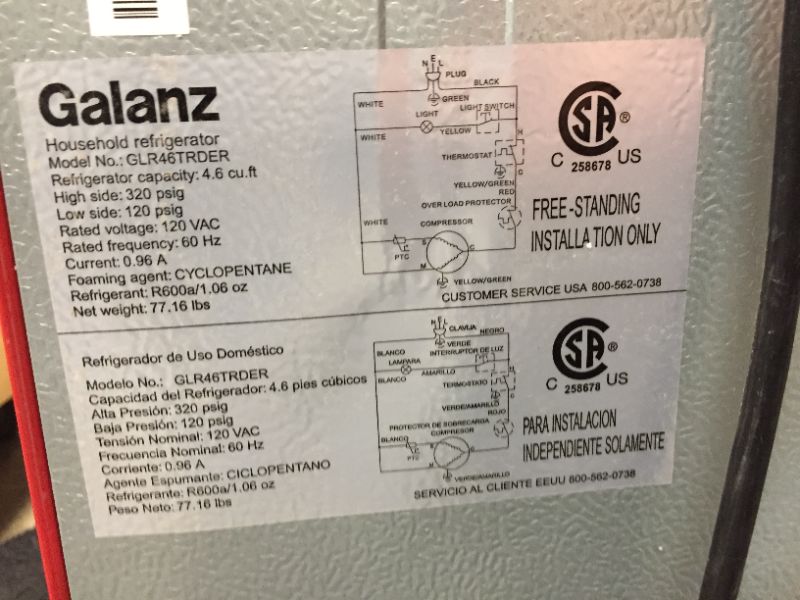 Galanz
Household refrigerator
Model No.: GLR46TRDER
Refrigerator capacity: 4.6 cu.ft
High side: 320 psig
Low side: 120 psig
Rated voltage: 120 VAC
Rated frequency: 60 Hz
Current: 0.96 A
Foaming agent: CYCLOPENTANE
Refrigerant: R600a/1.06 oz
Net weight: 77.16 lbs
N E L
PLUG
BLACK
WHITE
GREEN
LIGHT
LIGHT SWITCH
WHITE
YELLOW
H
THERMOSTAT
C
YELLOW/GREEN
RED
OVER LOAD PROTECTOR
WHITE
COMPRESSOR
PTC
S
C
M
YELLOW/GREEN
CSA®
C 258678 US
FREE-STANDING
INSTALLATION ONLY
CUSTOMER SERVICE USA 800-562-0738
Refrigerador de Uso Doméstico
Modelo No.: GLR46TRDER
Capacidad del Refrigerador: 4.6 pies cúbicos
Alta Presión: 320 psig
Baja Presión: 120 psig
Tensión Nominal: 120 VAC
Frecuencia Nominal: 60 Hz
Corriente: 0.96 A
Agente Espumante: CICLOPENTANO
Refrigerante: R600a/1.06 oz
Peso Neto: 77.16 lbs
N E L
CLAVIJA
NEGRO
VERDE
BLANCO
INTERRUPTOR DE LUZ
LAMPARA
BLANCO
AMARILLO
H
TERMOSTATO
C
VERDE/AMARILLO
ROJO
PROTECTOR DE SOBRECARGA
COMPRESOR
BLANCO
PTC
S
C
M
VERDE/AMARILLO
CSA®
C 258678 US
PARA INSTALACION
INDEPENDIENTE SOLAMENTE
SERVICIO AL CLIENTE EEUU 800-562-0738